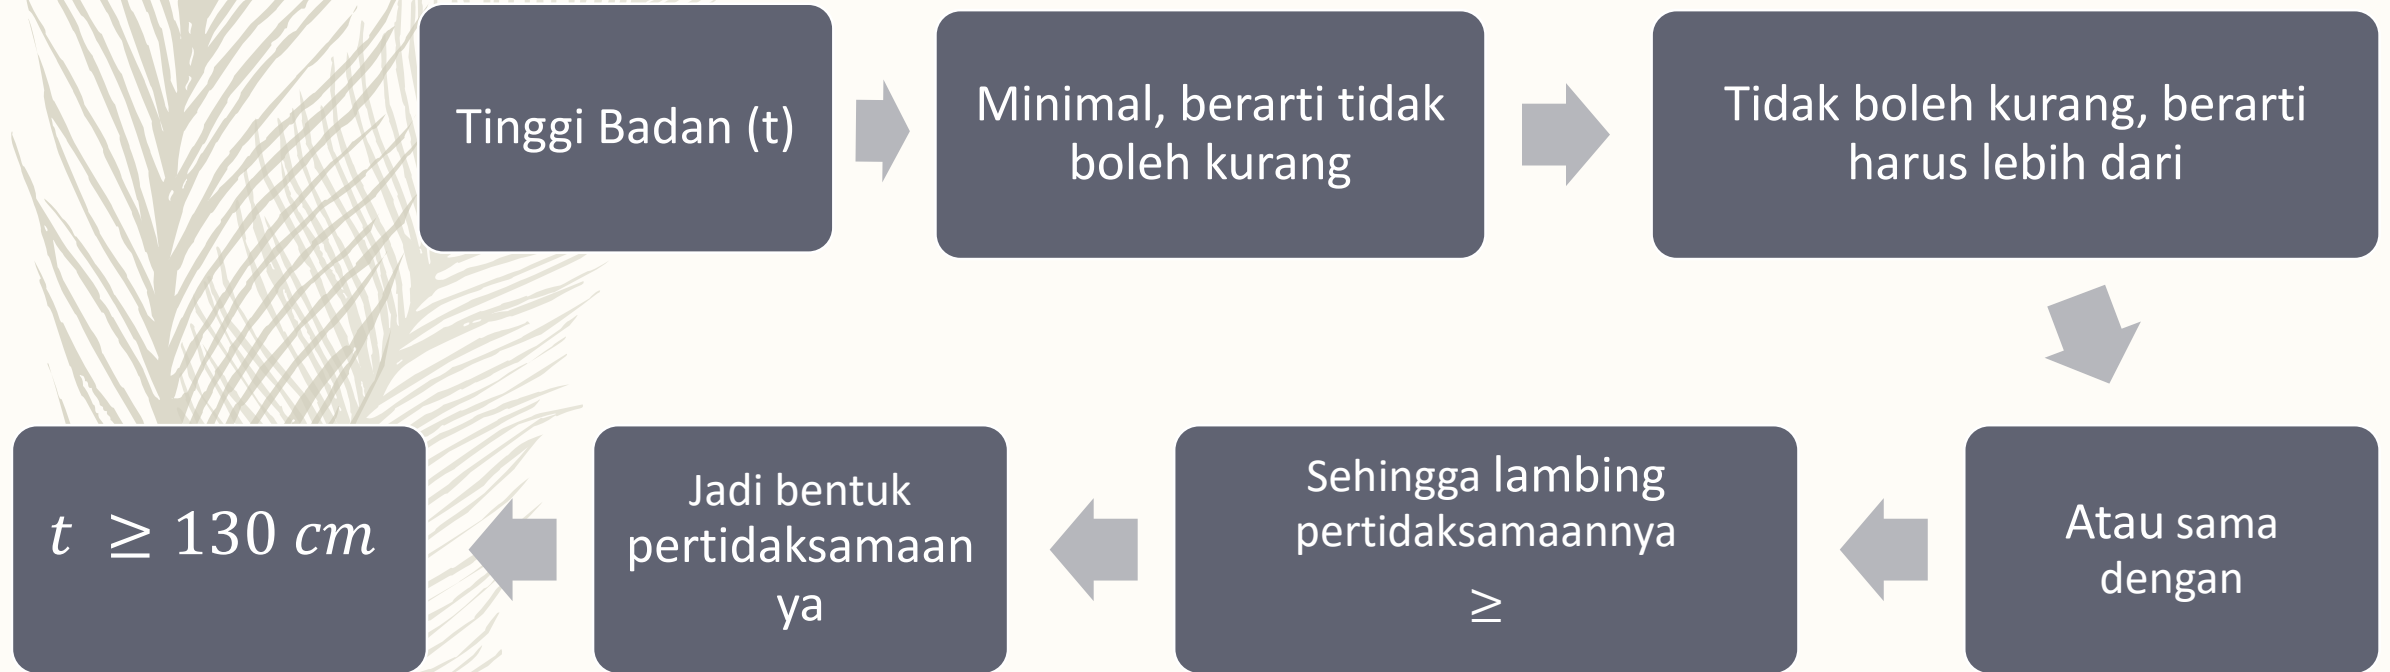 Tinggi Badan (t)
Minimal, berarti tidak
boleh kurang
Tidak boleh kurang, berarti
harus lebih dari
Atau sama
dengan
Sehingga lambing
pertidaksamaannya
≥
Jadi bentuk
pertidaksamaan
ya
t ≥ 130 cm